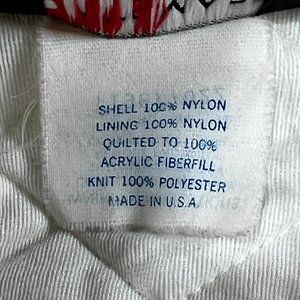 SHELL 100% NYLON
LINING 100% NYLON
QUILTED TO 100%
ACRYLIC FIBERFILL
KNIT 100% POLYESTER
MADE IN U.S.A.